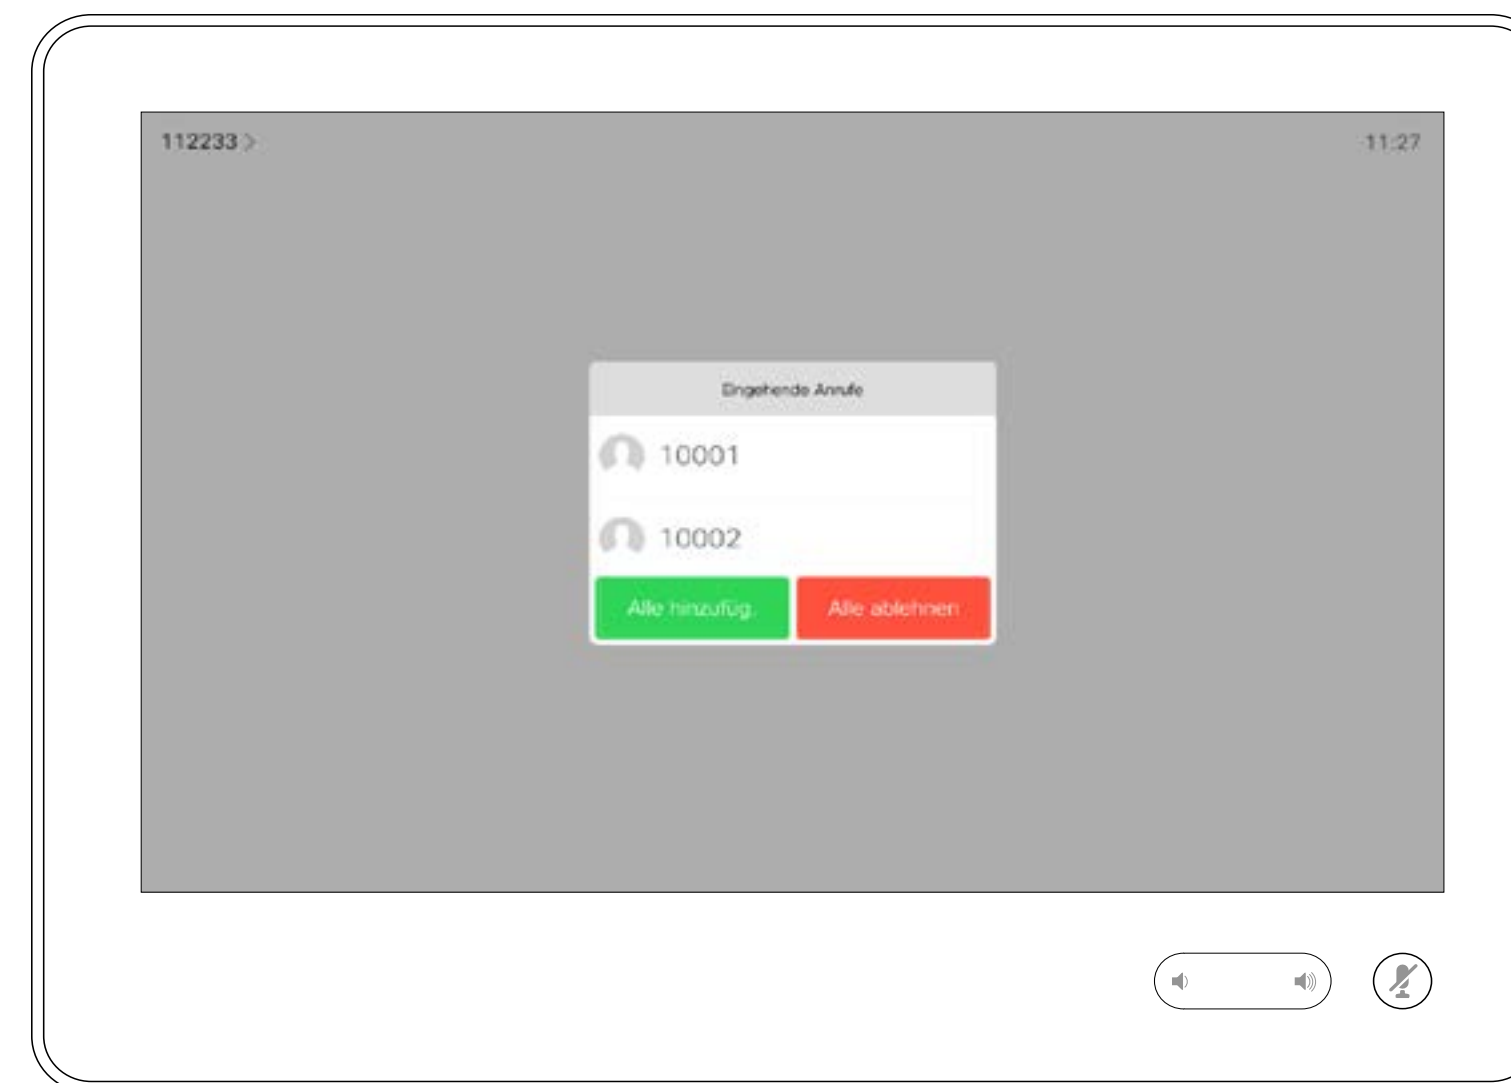 112233 >
11:27
Eingehende Anrufe
10001
10002
Alle hinzufüg.
Alle ablehnen